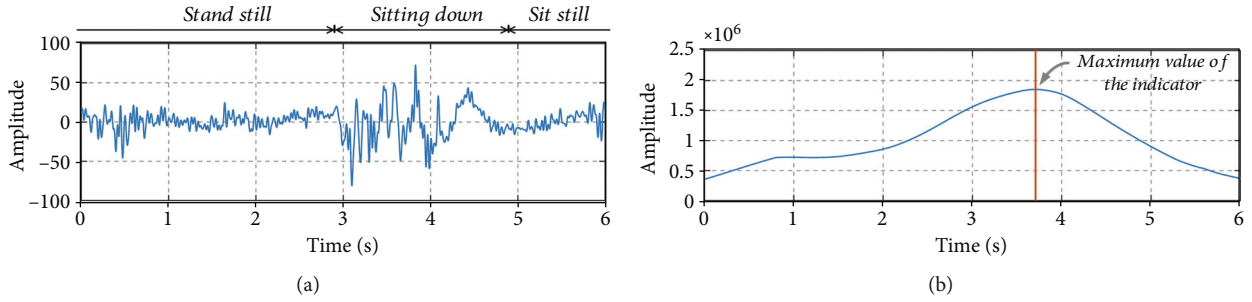 Stand still Sitting down Sit still
100
50
0
−50
−100
Amplitude
0 1 2 3 4 5 6
Time (s)
(a)
×10⁶
2.5
2
1.5
1
0.5
0
Amplitude
Maximum value of
the indicator
0 1 2 3 4 5 6
Time (s)
(b)